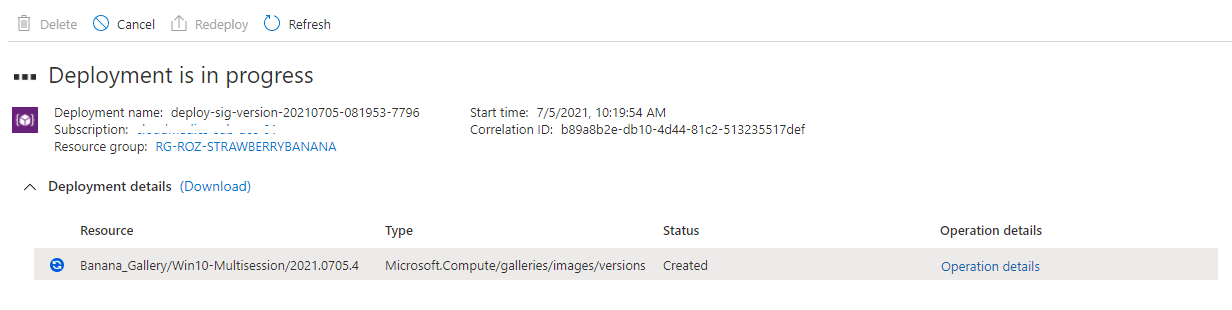 Delete Cancel Redeploy Refresh
Deployment is in progress
Deployment name: deploy-sig-version-20210705-081953-7796
Subscription:
Resource group: RG-ROZ-STRAWBERRYBANANA
Start time: 7/5/2021, 10:19:54 AM
Correlation ID: b89a8b2e-db10-4d44-81c2-513235517def
Deployment details (Download)
Resource Type Status Operation details
Banana_Gallery/Win10-Multisession/2021.0705.4 Microsoft.Compute/galleries/images/versions Created Operation details